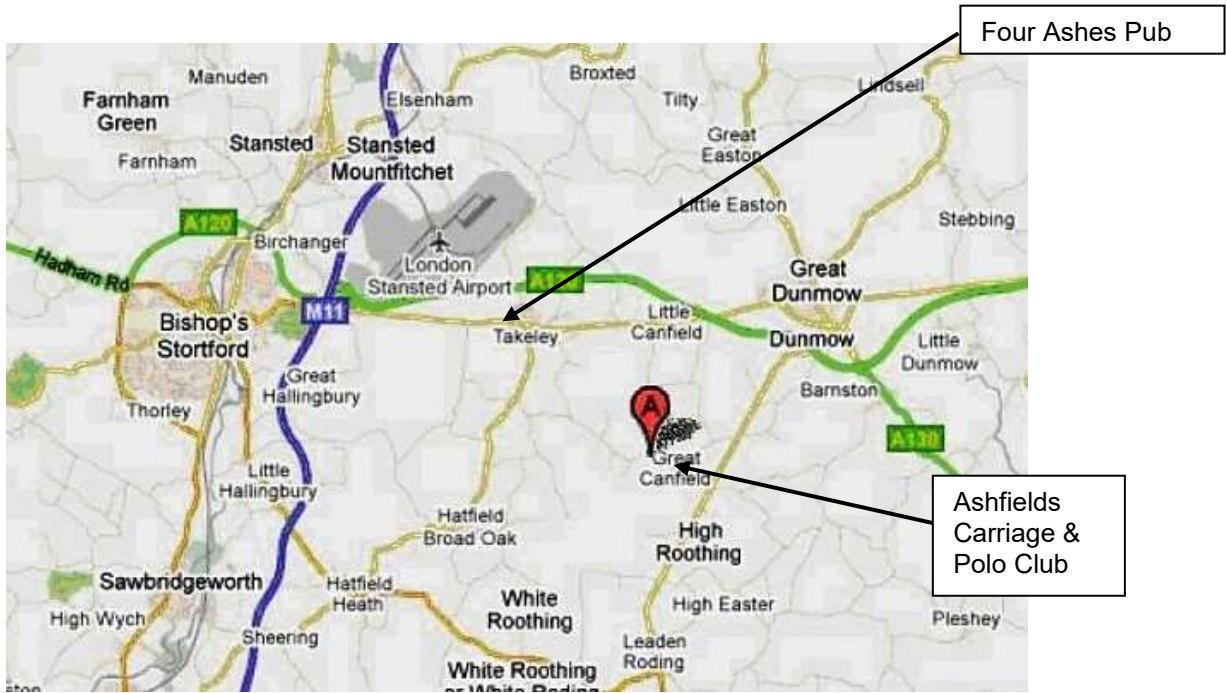 Four Ashes Pub
Manuden
Broxted
Farnham
Green
Elsenham
Tilty
Lindsell
Stansted
Stansted
Mountfitchet
Great
Easton
Farnham
Little Easton
Stebbing
A120
Birchanger
Hadham Rd
London
Stansted Airport
Great
Dunmow
M11
Little
Canfield
Bishop's
Stortford
Takeley
Dunmow
Little
Dunmow
Great
Hallingbury
Barnston
Thorley
A
A130
Great
Canfield
Little
Hallingbury
Ashfields
Carriage &
Polo Club
Hatfield
Broad Oak
High
Roothing
Sawbridgeworth
Hatfield
Heath
White
Roothing
High Easter
High Wych
Pleshey
Sheering
Leaden
Roding
White Roothing
or White Roding